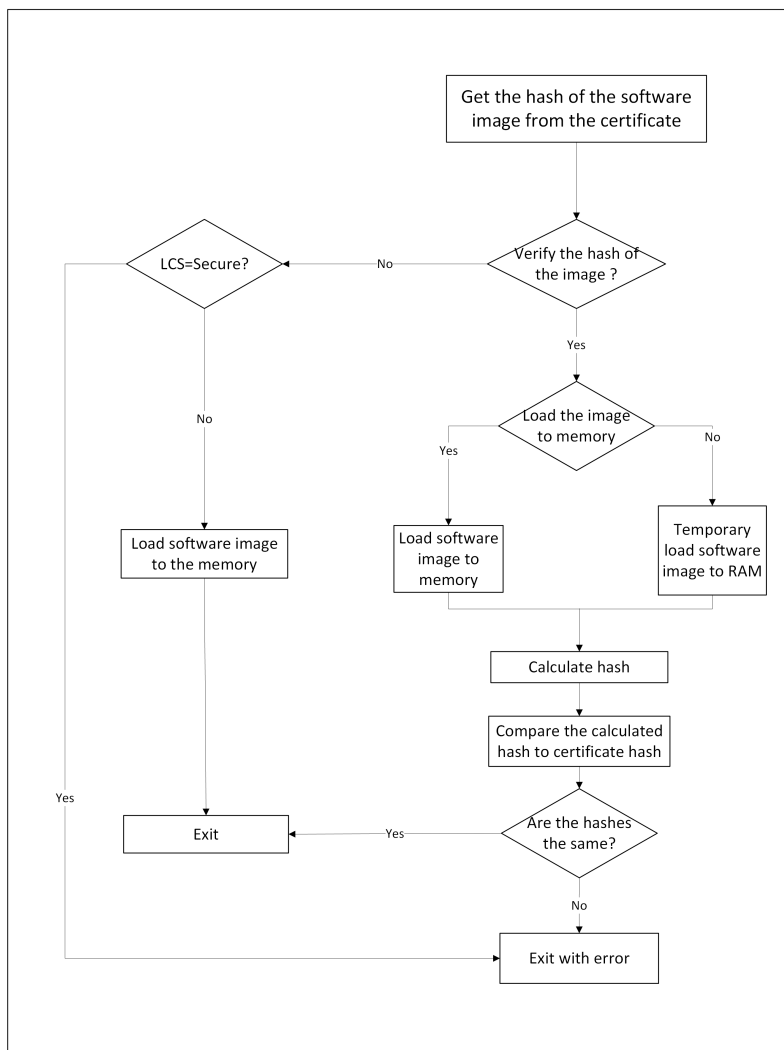 Get the hash of the software
image from the certificate
Verify the hash of
the image ?
No
LCS=Secure?
Yes
Load the image
to memory
No
Yes
No
Load software image
to the memory
Load software
image to
memory
Temporary
load software
image to RAM
Calculate hash
Compare the calculated
hash to certificate hash
Yes
Are the hashes
the same?
Yes
Exit
No
Exit with error